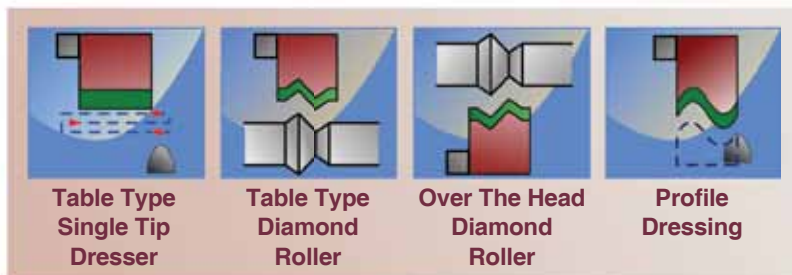 Table Type
Single Tip
Dresser
Table Type
Diamond
Roller
Over The Head
Diamond
Roller
Profile
Dressing